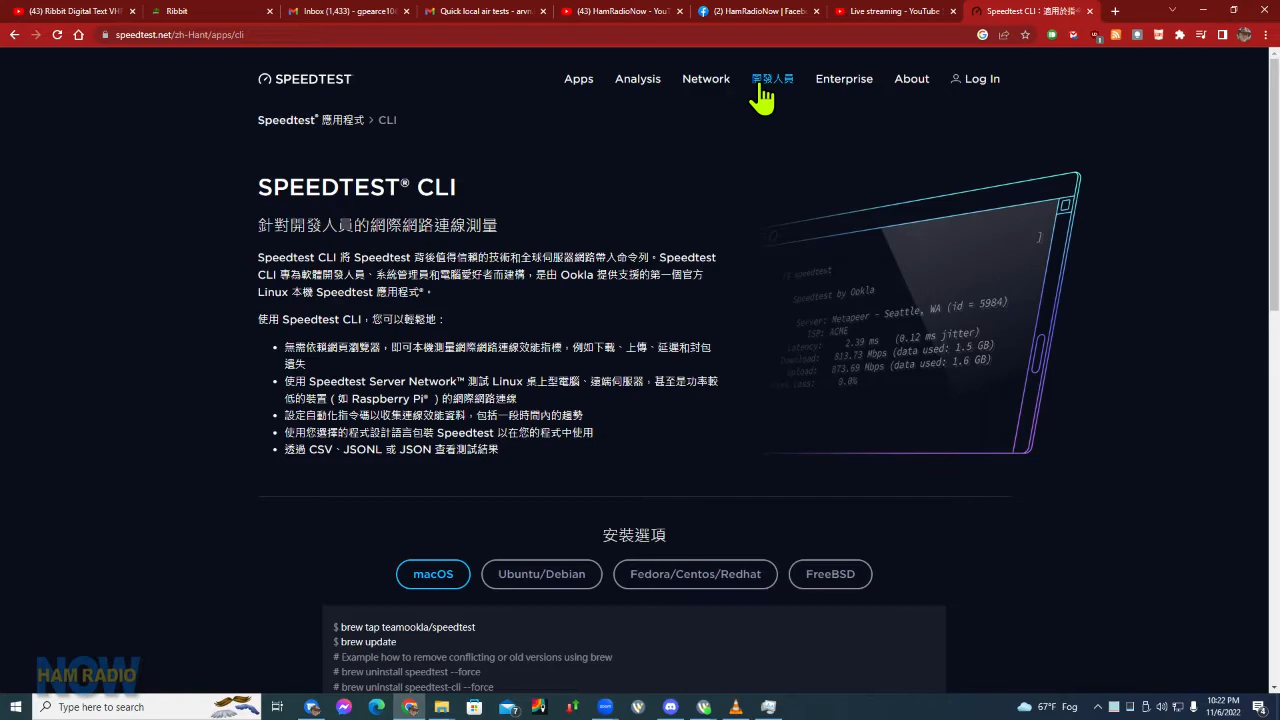 (43) Ribbit Digital Text VHF
Ribbit
Inbox (1,433) - gpearce10
Quick local air tests - arvn
(43) HamRadioNow - YouT
(2) HamRadioNow | Facebo
Live streaming - YouTube
Speedtest CLI：適用於指令
speedtest.net/zh-Hant/apps/cli
SPEEDTEST
Apps
Analysis
Network
開發人員
Enterprise
About
Log In
Speedtest® 應用程式 > CLI
SPEEDTEST® CLI
針對開發人員的網際網路連線測量
Speedtest CLI 將 Speedtest 背後值得信賴的技術和全球伺服器網路帶入命令列。Speedtest
CLI 專為軟體開發人員、系統管理員和電腦愛好者而建構，是由 Ookla 提供支援的第一個官方
Linux 本機 Speedtest 應用程式®。
使用 Speedtest CLI，您可以輕鬆地：
• 無需依賴網頁瀏覽器，即可本機測量網際網路連線效能指標，例如下載、上傳、延遲和封包
遺失
• 使用 Speedtest Server Network™ 測試 Linux 桌上型電腦、遠端伺服器，甚至是功率較
低的裝置 ( 如 Raspberry Pi® ) 的網際網路連線
• 設定自動化指令碼以收集連線效能資料，包括一段時間內的趨勢
• 使用您選擇的程式設計語言包裝 Speedtest 以在您的程式中使用
• 透過 CSV、JSONL 或 JSON 查看測試結果
$ speedtest
Speedtest by Ookla
Server: Metapeer - Seattle, WA (id = 5984)
ISP: ACME
Latency: 2.39 ms (0.12 ms jitter)
Download: 813.73 Mbps (data used: 1.5 GB)
Upload: 873.69 Mbps (data used: 1.6 GB)
Loss: 0.0%
安裝選項
macOS
Ubuntu/Debian
Fedora/Centos/Redhat
FreeBSD
$ brew tap teamookla/speedtest
$ brew update
# Example how to remove conflicting or old versions using brew
# brew uninstall speedtest --force
# brew uninstall speedtest-cli --force
NOW
HAM RADIO
Type here to search
67°F Fog
10:22 PM
11/6/2022